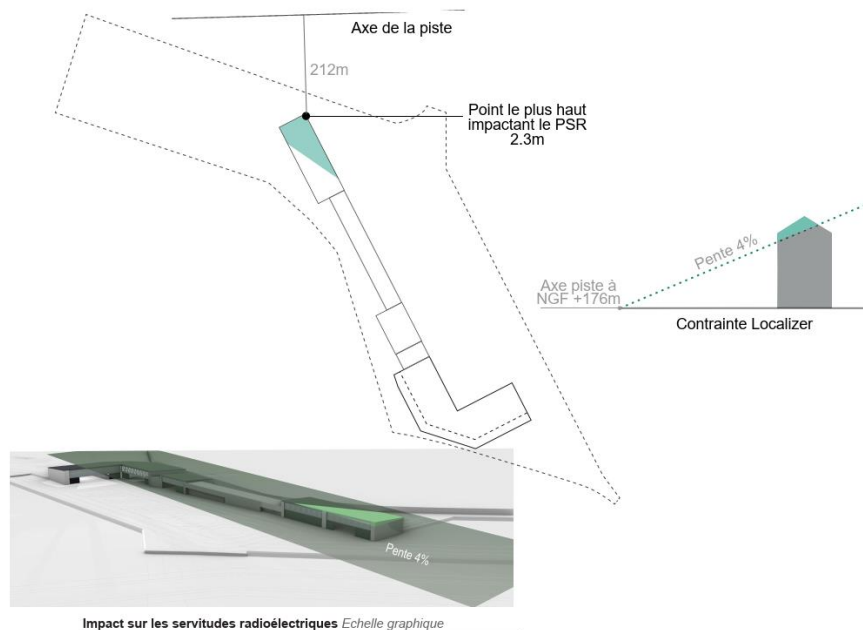 Axe de la piste
212m
Point le plus haut
impactant le PSR
2.3m
Pente 4%
Axe piste à
NGF +176m
Contrainte Localizer
Pente 4%
Impact sur les servitudes radioélectriques Echelle graphique